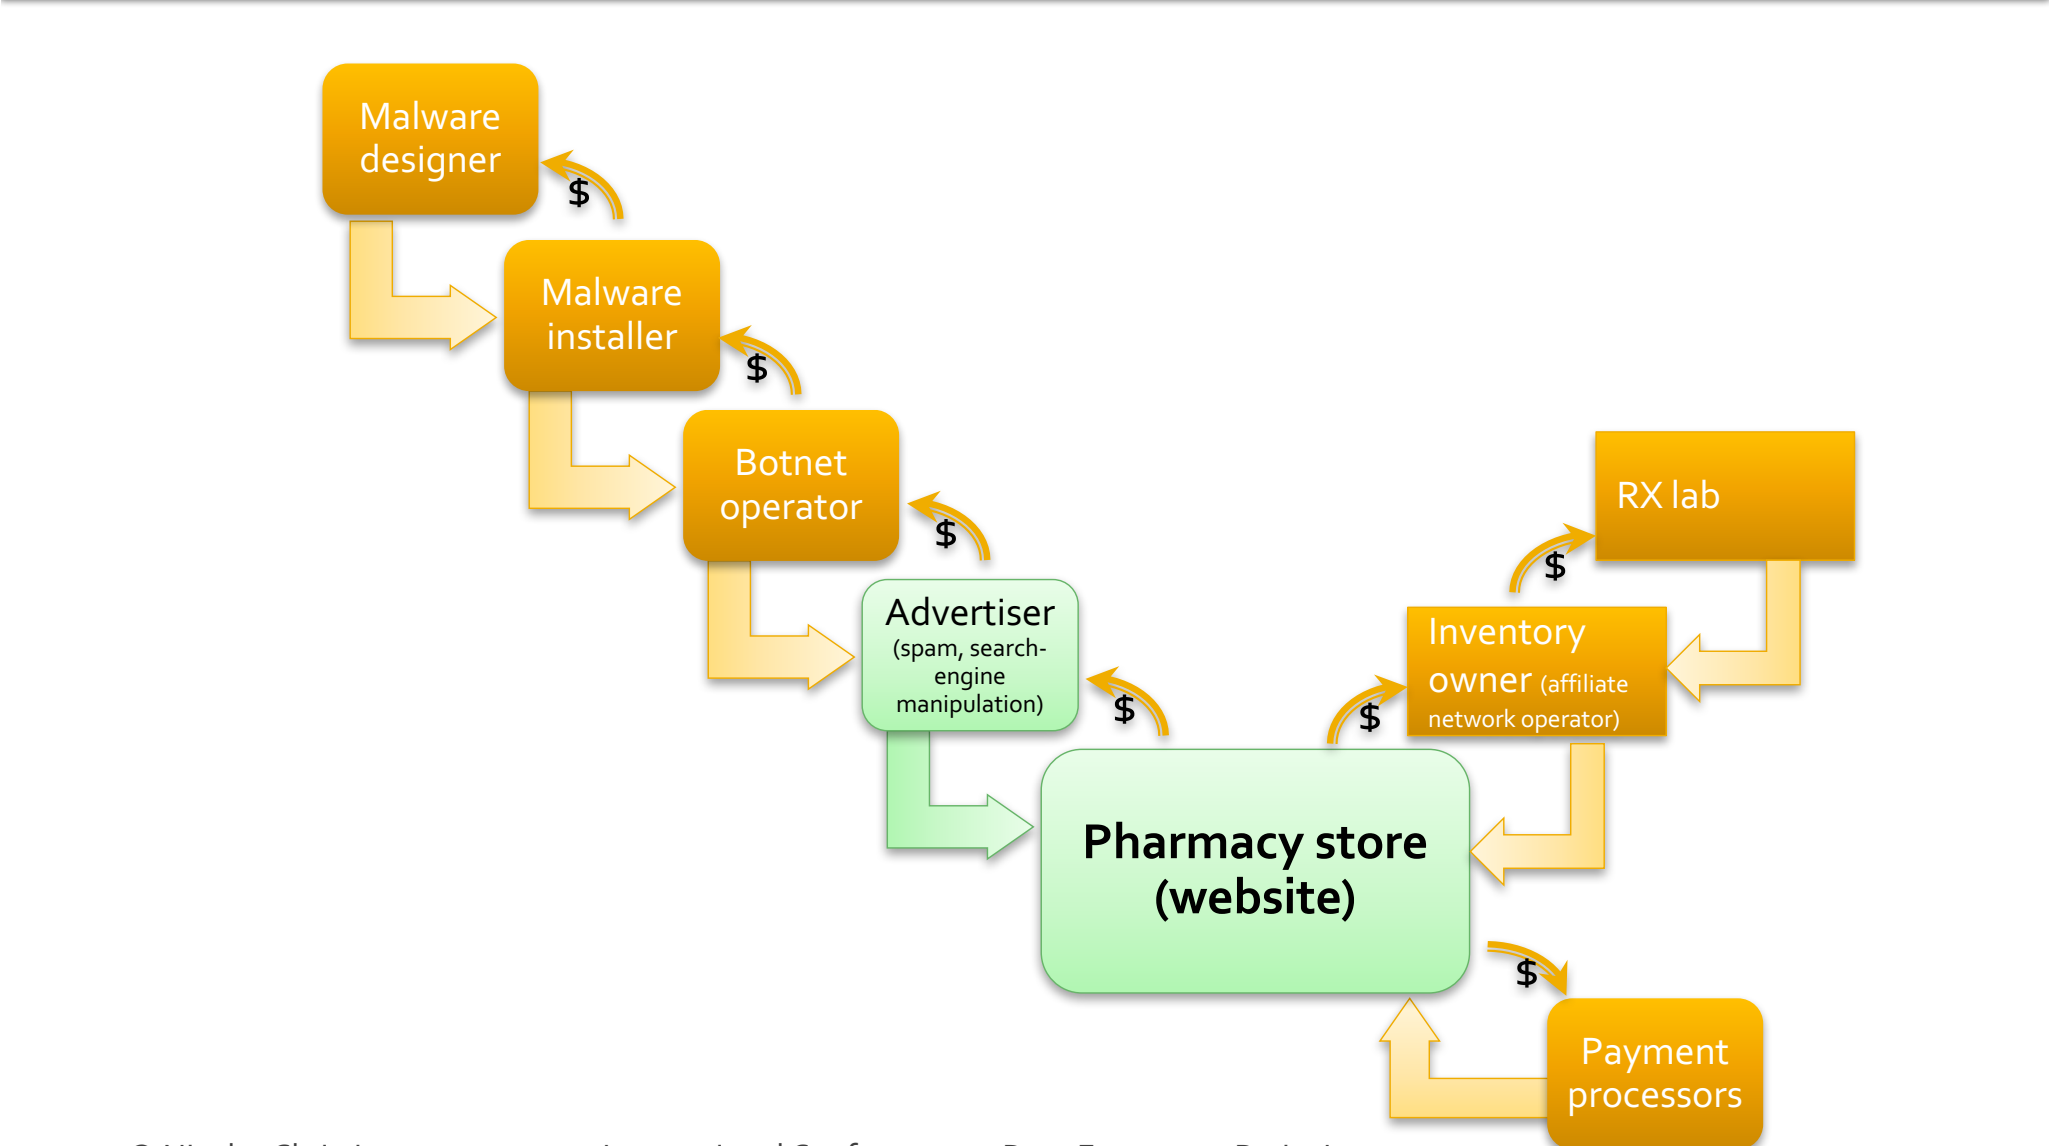 Malware
designer
$
Malware
installer
$
Botnet
operator
$
Advertiser
(spam, search-
engine
manipulation)
$
RX lab
$
Inventory
owner (affiliate
network operator)
$
Pharmacy store
(website)
$
Payment
processors